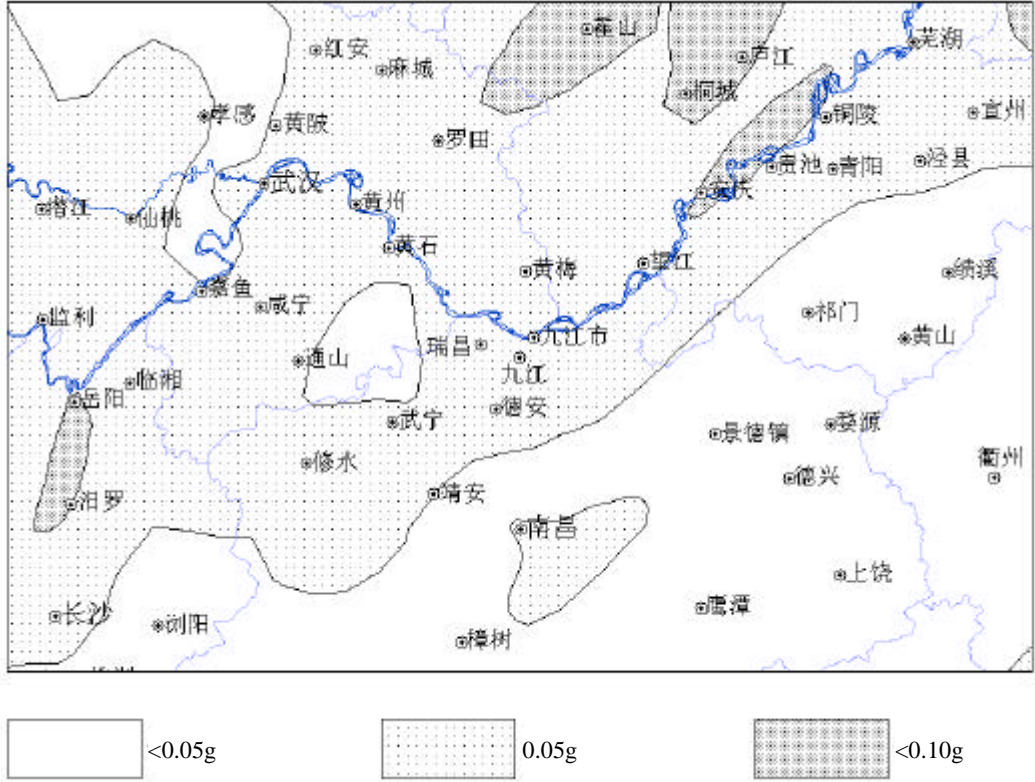 霍山
芜湖
红安
庐江
麻城
桐城
孝感
黄陂
铜陵
宣州
罗田
泾县
武汉
贵池
青阳
安庆
潜江
仙桃
黄州
黄石
黄梅
望江
绩溪
嘉鱼
咸宁
监利
祁门
九江市
黄山
瑞昌
通山
九江
临湘
岳阳
德安
武宁
景德镇
婺源
修水
衢州
德兴
靖安
汨罗
南昌
上饶
鹰潭
长沙
浏阳
樟树
<0.05g
0.05g
<0.10g